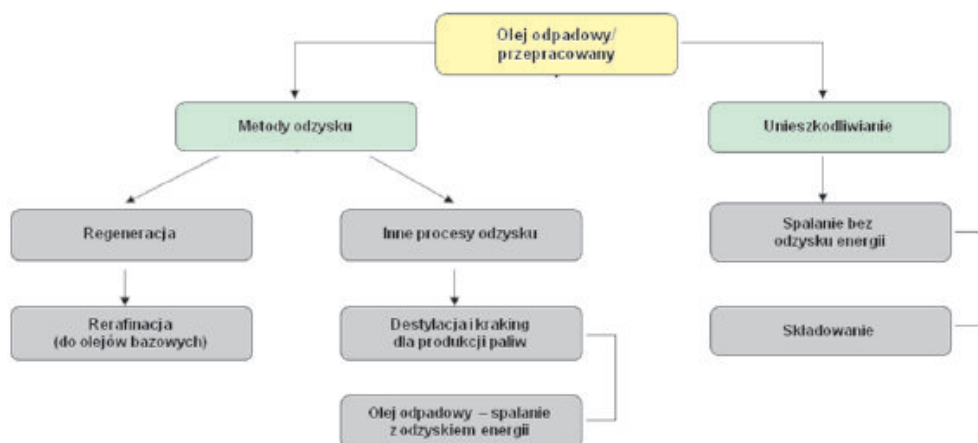 Olej odpadowy/
przepracowany
Metody odzysku
Unieszkodliwianie
Regeneracja
Inne procesy odzysku
Spalanie bez
odzysku energii
Rerafinacja
(do olejów bazowych)
Destylacja i kraking
dla produkcji paliw
Składowanie
Olej odpadowy – spalanie
z odzyskiem energii